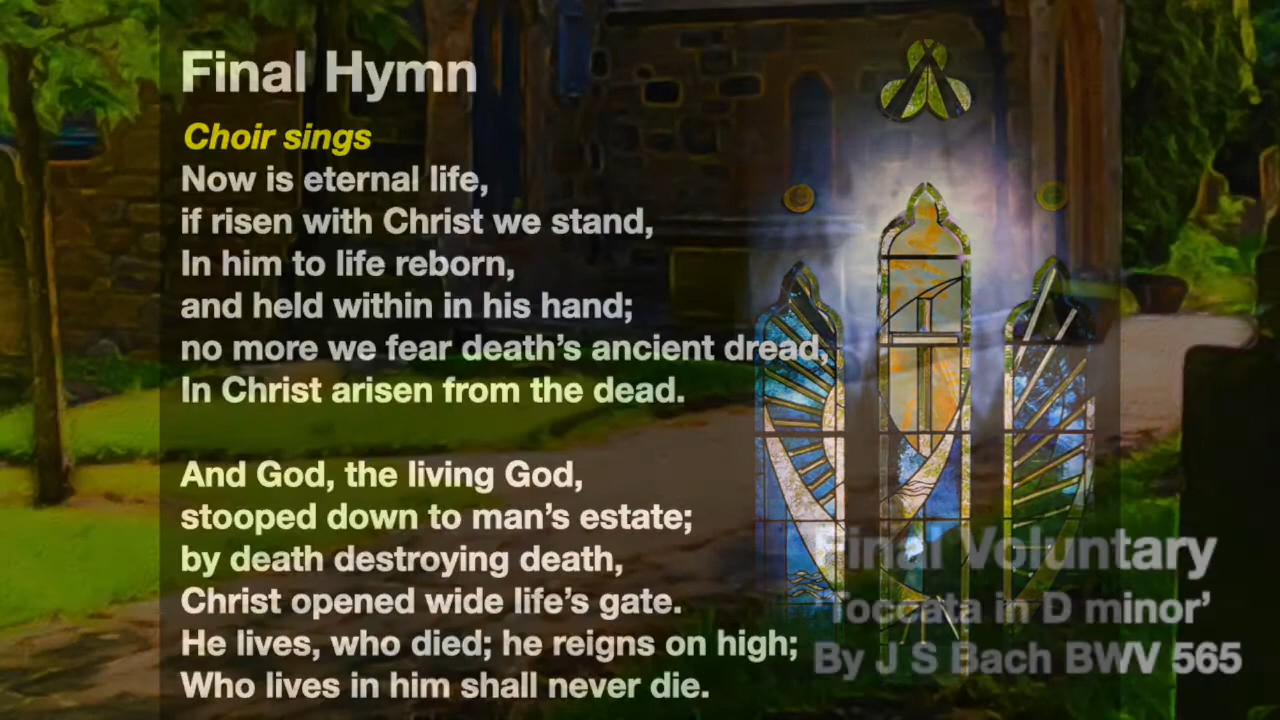 Final Hymn
Choir sings
Now is eternal life,
if risen with Christ we stand,
In him to life reborn,
and held within in his hand;
no more we fear death's ancient dread,
In Christ arisen from the dead.
And God, the living God,
stooped down to man's estate;
by death destroying death,
Christ opened wide life's gate.
He lives, who died; he reigns on high;
Who lives in him shall never die.
Final Voluntary
'Toccata in D minor'
By J S Bach BWV 565